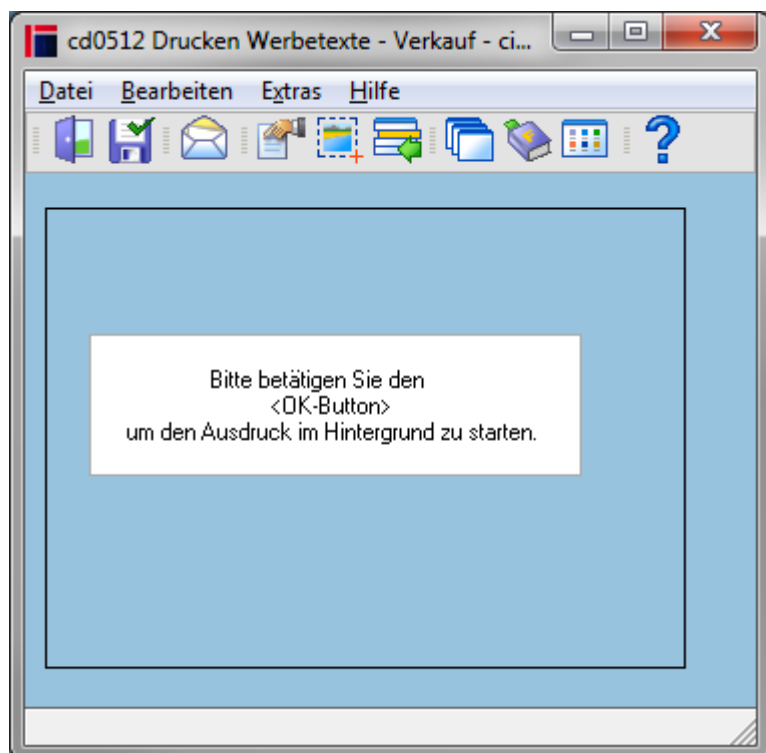 cd0512 Drucken Werbetexte - Verkauf - ci...
Datei Bearbeiten Extras Hilfe
Bitte betätigen Sie den
<OK-Button>
um den Ausdruck im Hintergrund zu starten.